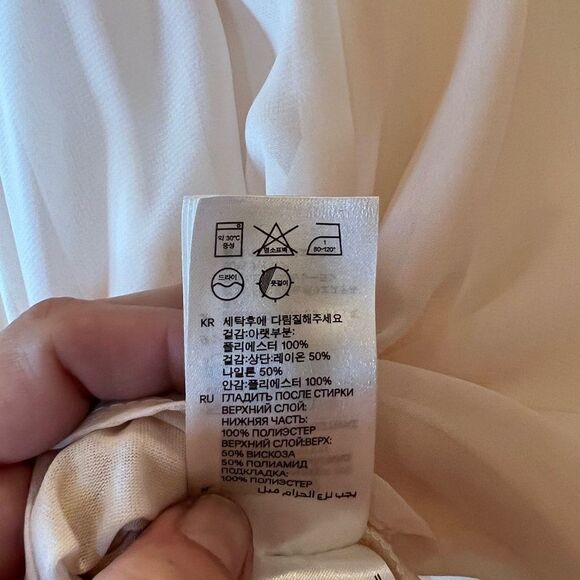 약 30°C
중성
염소표백
1
80-120°
드라이
옷걸이
KR 세탁후에 다림질해주세요
겉감:아랫부분:
폴리에스터 100%
겉감:상단:레이온 50%
나일론 50%
안감:폴리에스터 100%
RU ГЛАДИТЬ ПОСЛЕ СТИРКИ
ВЕРХНИЙ СЛОЙ:
НИЖНЯЯ ЧАСТЬ:
100% ПОЛИЭСТЕР
ВЕРХНИЙ СЛОЙ:ВЕРХ:
50% ВИСКОЗА
50% ПОЛИАМИД
ПОДКЛАДКА:
100% ПОЛИЭСТЕР
يجب نزع الحزام قبل